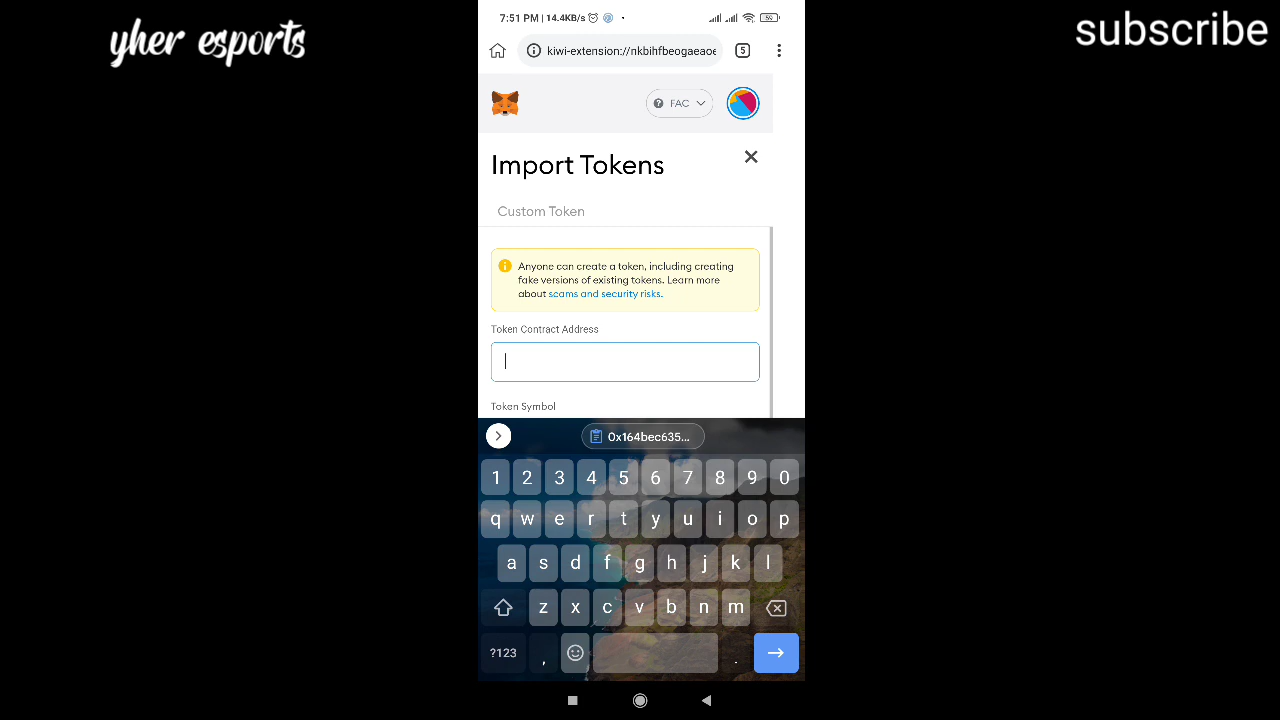 yher esports
subscribe
7:51 PM | 14.4KB/s
59
kiwi-extension://nkbihfbeogaeaoe
5
? FAC
Import Tokens
Custom Token
Anyone can create a token, including creating
fake versions of existing tokens. Learn more
about scams and security risks.
Token Contract Address
Token Symbol
0x164bec635...
1 2 3 4 5 6 7 8 9 0
q w e r t y u i o p
a s d f g h j k l
z x c v b n m
?123 , .